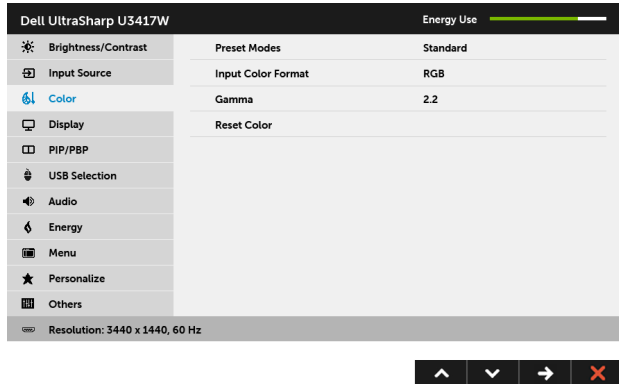 Dell UltraSharp U3417W Energy Use
Brightness/Contrast Preset Modes Standard
Input Source Input Color Format RGB
Color Gamma 2.2
Display Reset Color
PIP/PBP
USB Selection
Audio
Energy
Menu
Personalize
Others
Resolution: 3440 x 1440, 60 Hz